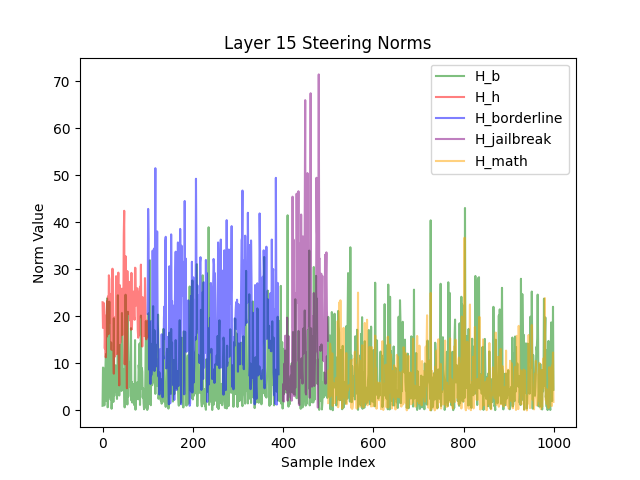 Layer 15 Steering Norms
Norm Value
70
60
50
40
30
20
10
0
H_b
H_h
H_borderline
H_jailbreak
H_math
0
200
400
600
800
1000
Sample Index